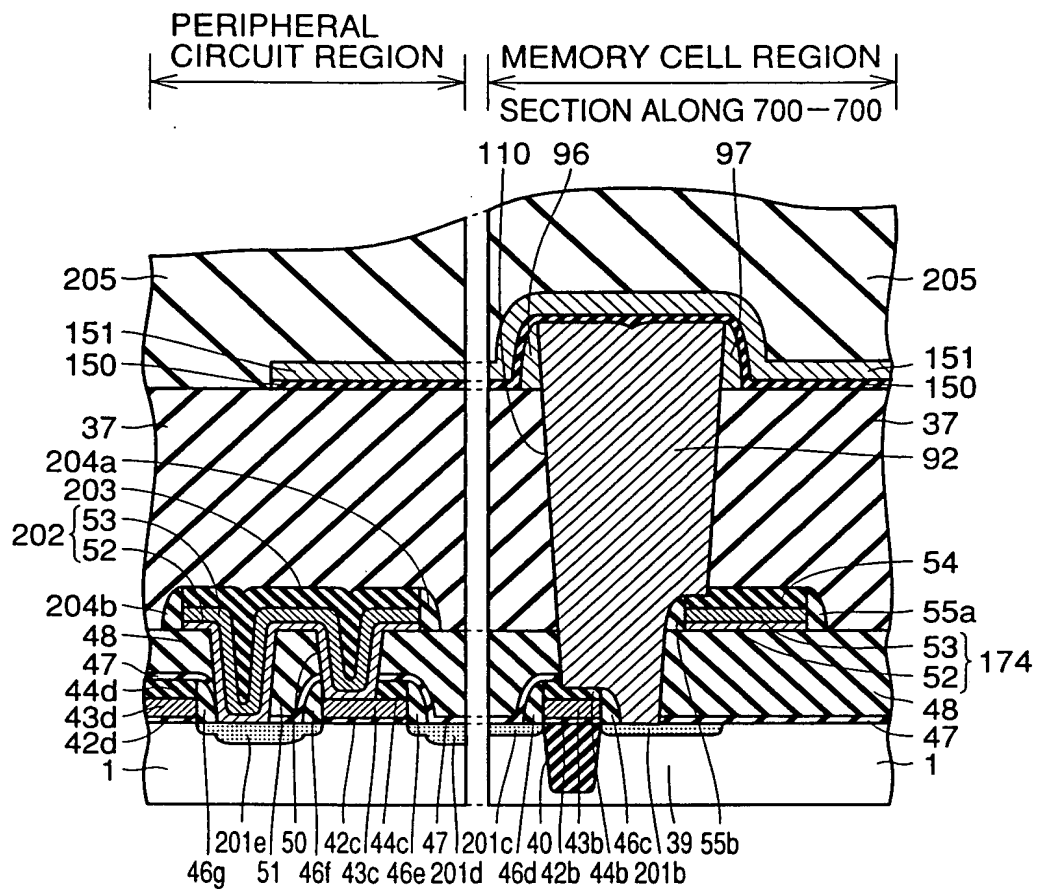 PERIPHERAL
CIRCUIT REGION
MEMORY CELL REGION
SECTION ALONG 700-700
110 96 97
205 205
151
150
151
150
37 37
204a
92
203
202 { 53
52
54
204b
55a
48
53
52 } 174
47
44d
48
43d
47
42d
1 1
201e 50 42c 44c 47 201c 40 43b 46c 39 55b
46g 51 46f 43c 46e 201d 46d 42b 44b 201b